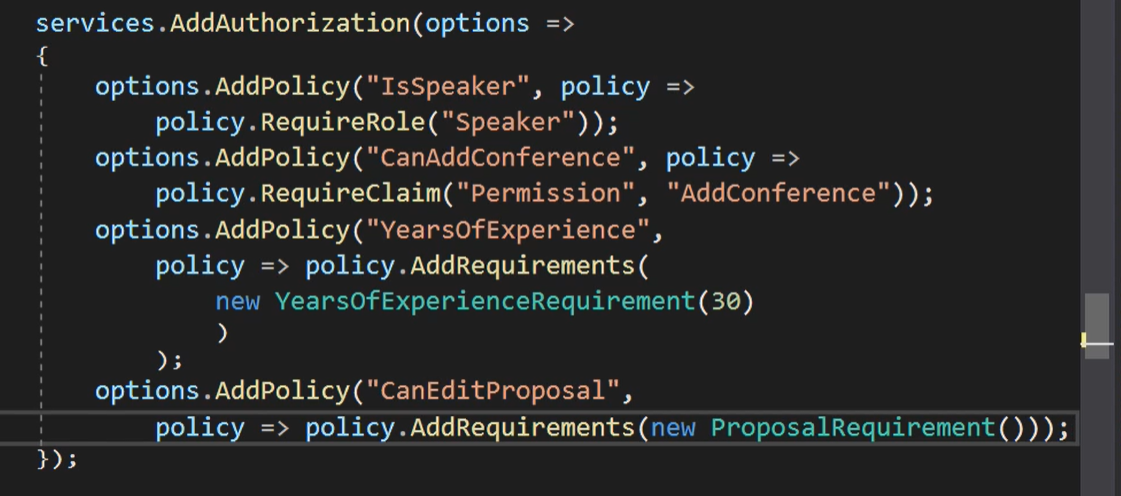 services.AddAuthorization(options =>
{
    options.AddPolicy("IsSpeaker", policy =>
        policy.RequireRole("Speaker"));
    options.AddPolicy("CanAddConference", policy =>
        policy.RequireClaim("Permission", "AddConference"));
    options.AddPolicy("YearsOfExperience",
        policy => policy.AddRequirements(
            new YearsOfExperienceRequirement(30)
            )
        );
    options.AddPolicy("CanEditProposal",
        policy => policy.AddRequirements(new ProposalRequirement()));
});